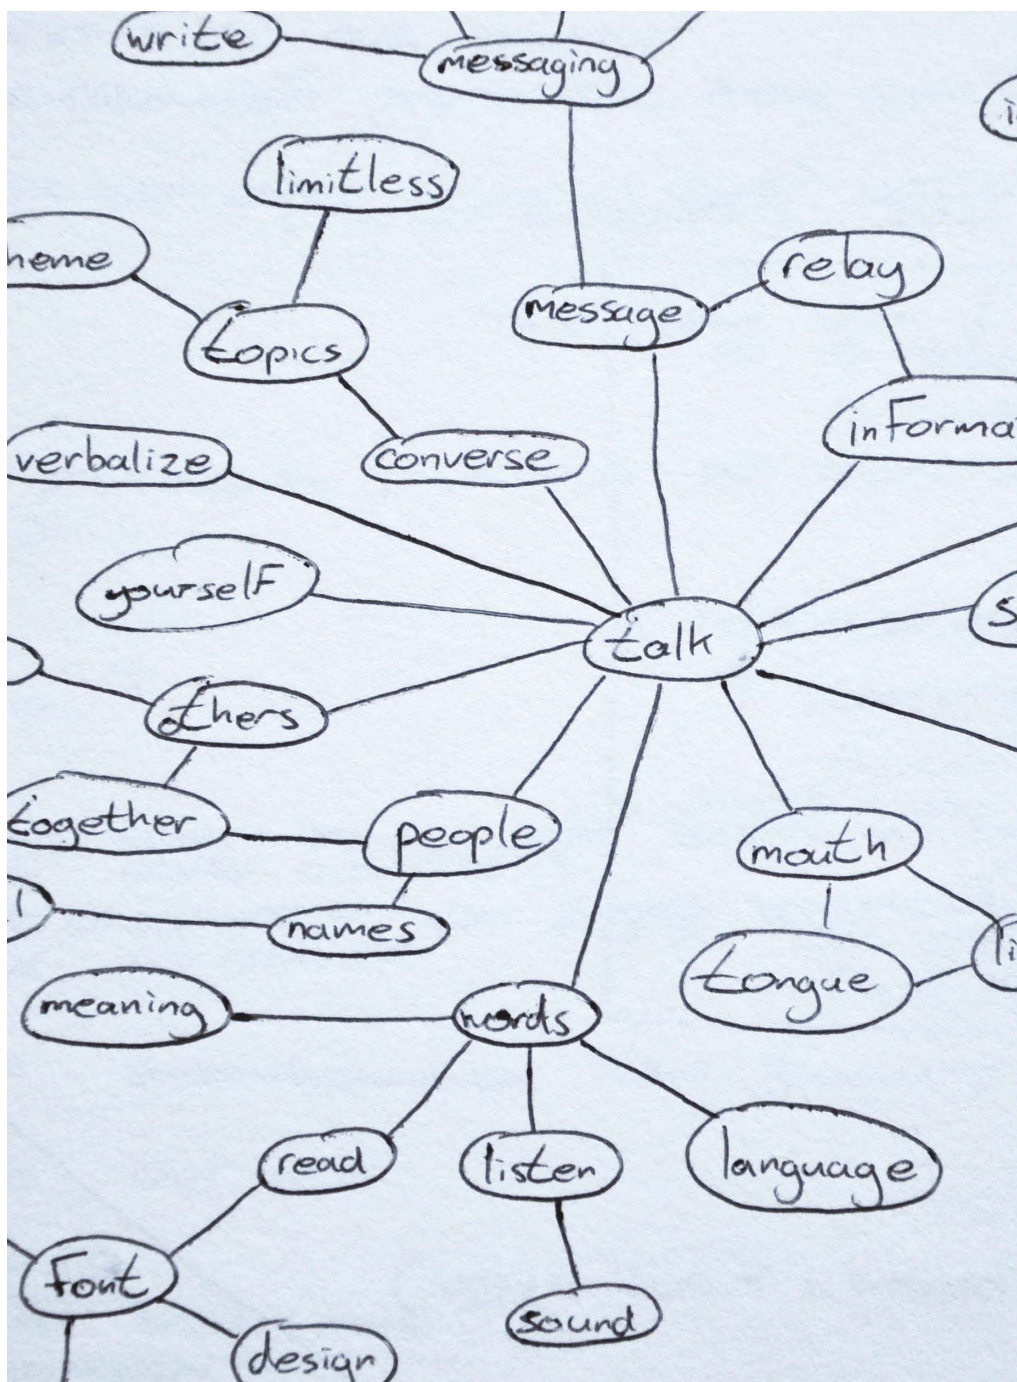 write
messaging
limitless
relay
message
topics
verbalize
converse
yourself
talk
others
together
people
mouth
names
tongue
meaning
words
read
listen
language
font
sound
design